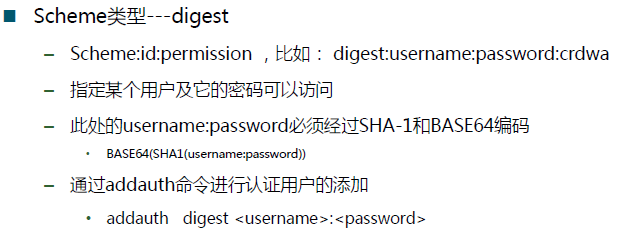 Scheme类型---digest
Scheme:id:permission ，比如： digest:username:password:crdwa
指定某个用户及它的密码可以访问
此处的username:password必须经过SHA-1和BASE64编码
BASE64(SHA1(username:password))
通过addauth命令进行认证用户的添加
addauth digest <username>:<password>